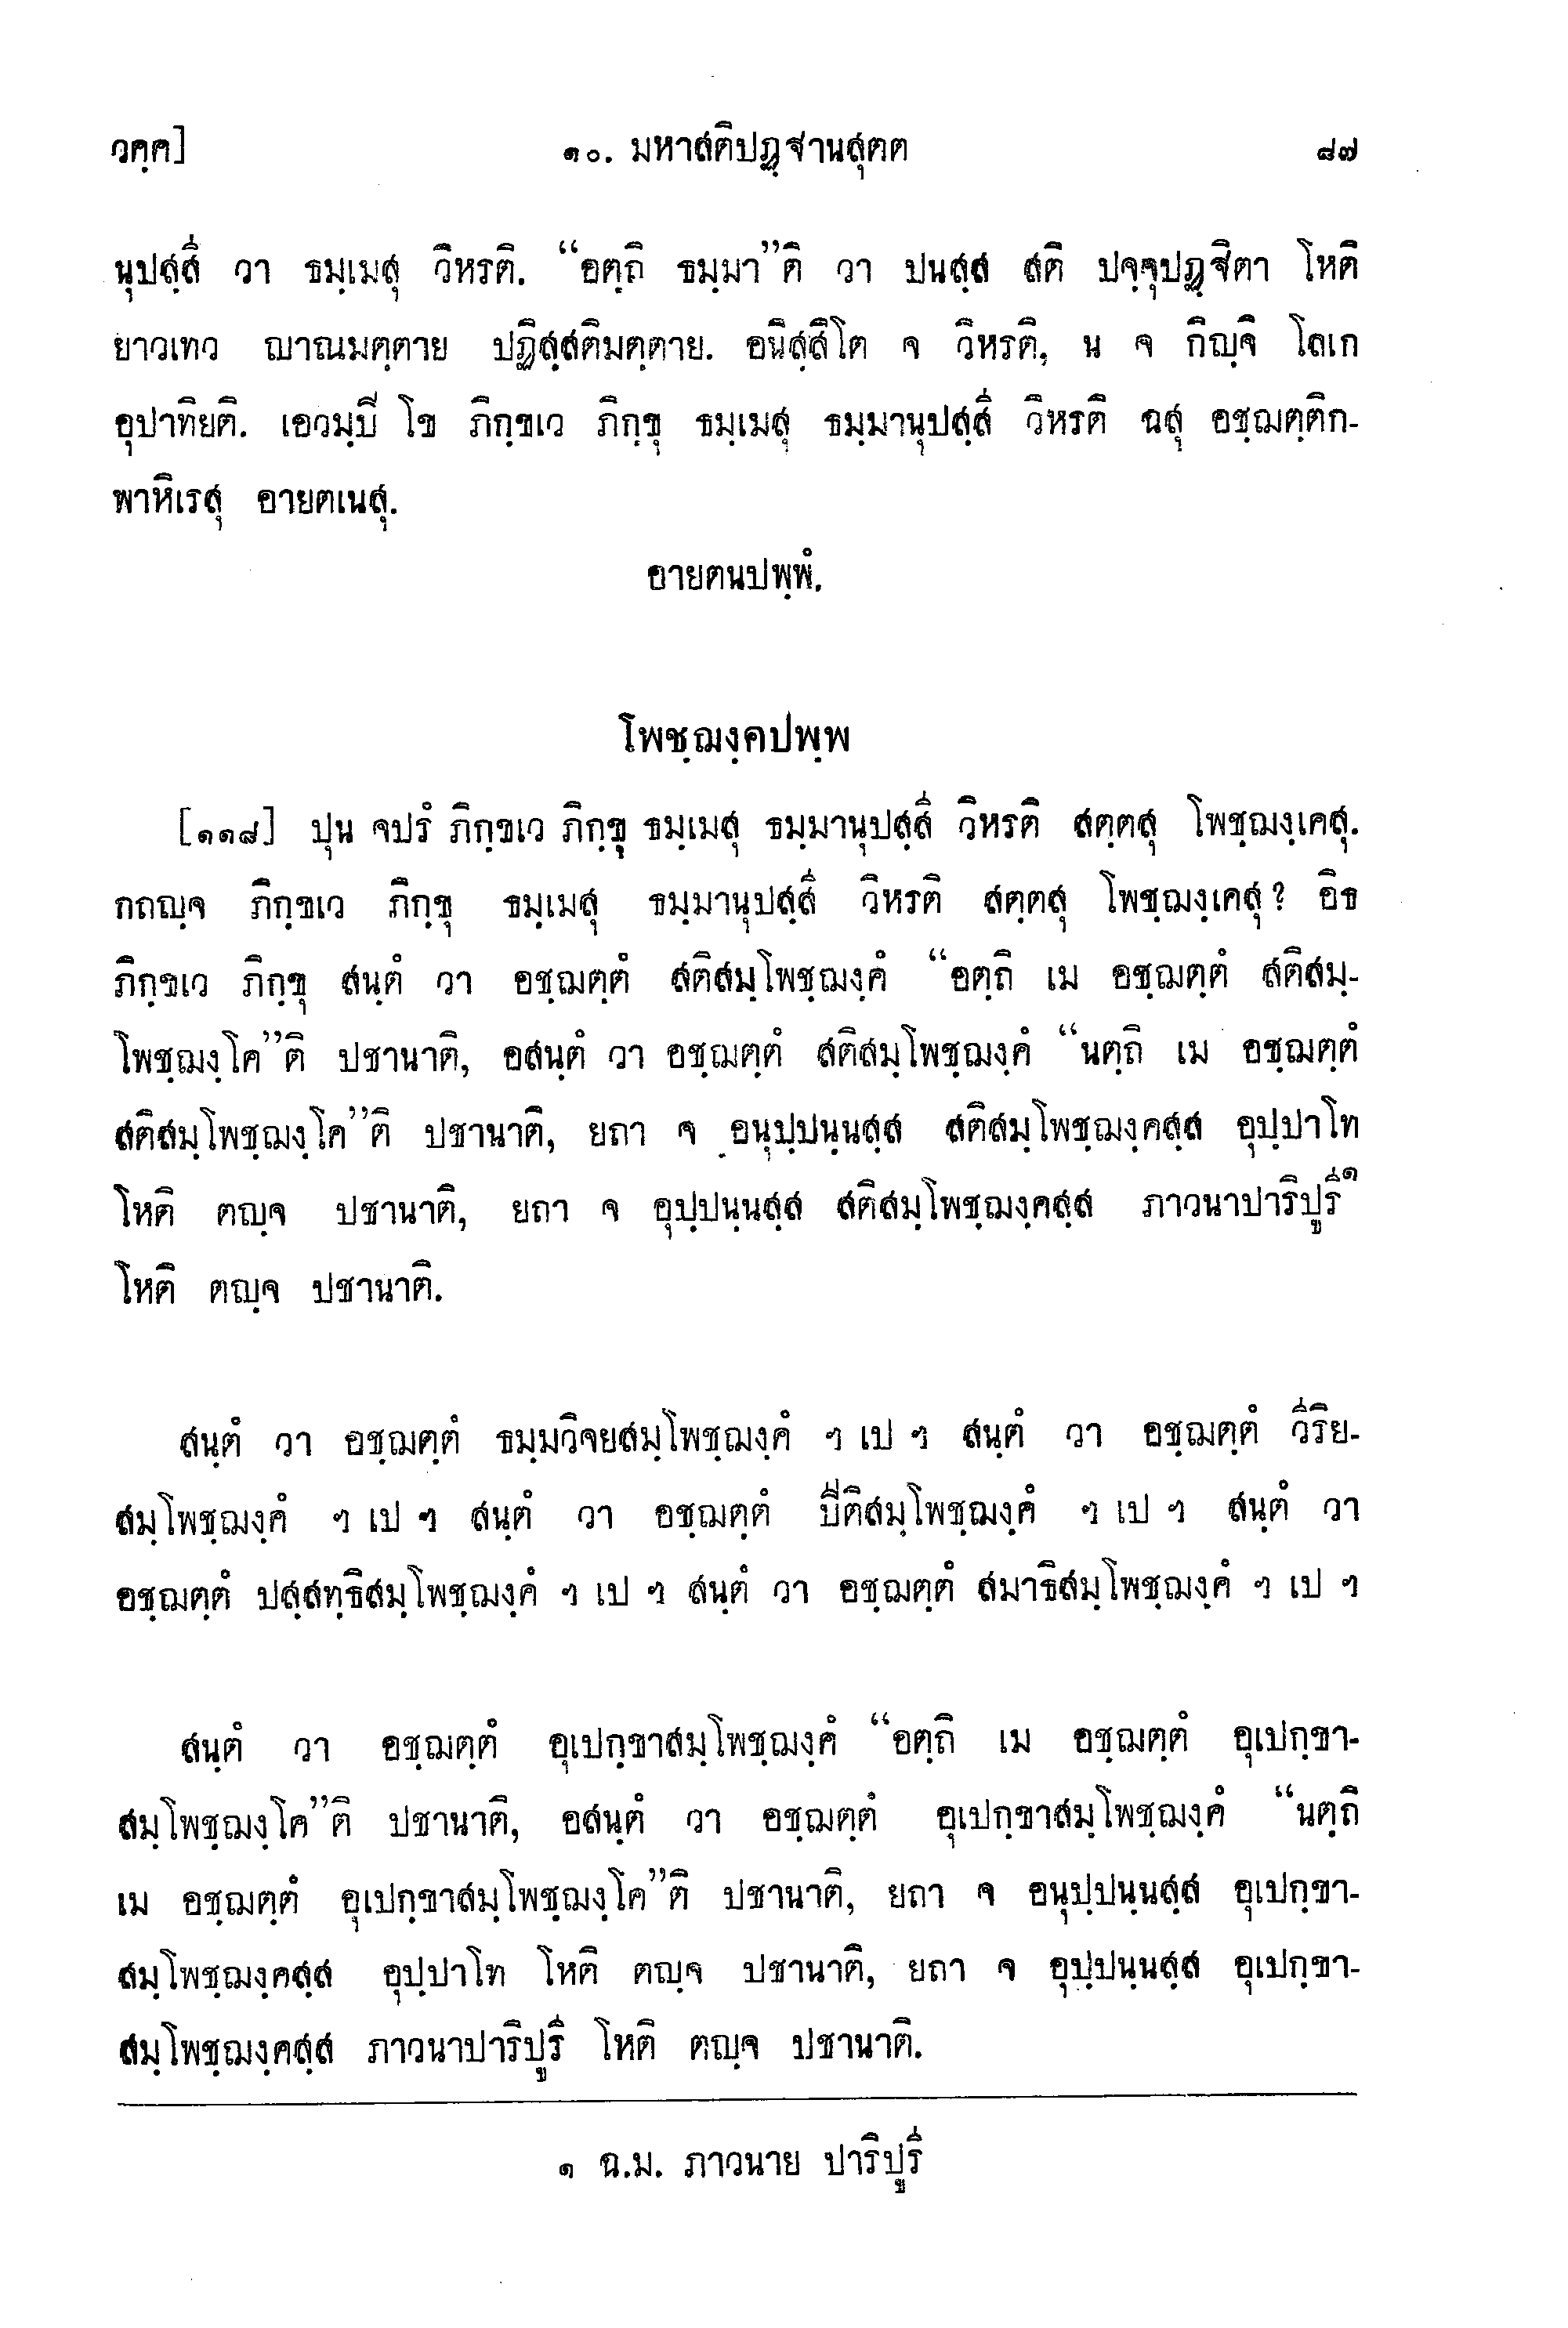 วคฺค]
๑๐. มหาสติปฏฺฐานสุตต
๘๗
นุปสฺสี วา ธมฺเมสุ วิหรติ. “อตฺถิ ธมฺมา”ติ วา ปนสฺส สติ ปจฺจุปฏฺฐิตา โหติ
ยาวเทว ญาณมตฺตาย ปฏิสฺสติมตฺตาย. อนิสฺสิโต จ วิหรติ, น จ กิญฺจิ โลเก
อุปาทิยติ. เอวมฺปี โข ภิกฺขเว ภิกฺขุ ธมฺเมสุ ธมฺมานุปสฺสี วิหรติ ฉสุ อชฺฌตฺติก-
พาหิเรสุ อายตเนสุ.
อายตนปพฺพํ.
โพชฺฌงฺคปพฺพ
[๑๑๘] ปุน จปรํ ภิกฺขเว ภิกฺขุ ธมฺเมสุ ธมฺมานุปสฺสี วิหรติ สตฺตสุ โพชฺฌงฺเคสุ.
กถญฺจ ภิกฺขเว ภิกฺขุ ธมฺเมสุ ธมฺมานุปสฺสี วิหรติ สตฺตสุ โพชฺฌงฺเคสุ? อิธ
ภิกฺขเว ภิกฺขุ สนฺตํ วา อชฺฌตฺตํ สติสมฺโพชฺฌงฺคํ “อตฺถิ เม อชฺฌตฺตํ สติสมฺ-
โพชฺฌงฺโค”ติ ปชานาติ, อสนฺตํ วา อชฺฌตฺตํ สติสมฺโพชฺฌงฺคํ “นตฺถิ เม อชฺฌตฺตํ
สติสมฺโพชฺฌงฺโค”ติ ปชานาติ, ยถา จ อนุปฺปนฺนสฺส สติสมฺโพชฺฌงฺคสฺส อุปฺปาโท
โหติ ตญฺจ ปชานาติ, ยถา จ อุปฺปนฺนสฺส สติสมฺโพชฺฌงฺคสฺส ภาวนาปาริปูรี๑
โหติ ตญฺจ ปชานาติ.
สนฺตํ วา อชฺฌตฺตํ ธมฺมวิจยสมฺโพชฺฌงฺคํ ฯ เป ฯ สนฺตํ วา อชฺฌตฺตํ วีริย-
สมฺโพชฺฌงฺคํ ฯ เป ฯ สนฺตํ วา อชฺฌตฺตํ ปีติสมฺโพชฺฌงฺคํ ฯ เป ฯ สนฺตํ วา
อชฺฌตฺตํ ปสฺสทฺธิสมฺโพชฺฌงฺคํ ฯ เป ฯ สนฺตํ วา อชฺฌตฺตํ สมาธิสมฺโพชฺฌงฺคํ ฯ เป ฯ
สนฺตํ วา อชฺฌตฺตํ อุเปกฺขาสมฺโพชฺฌงฺคํ “อตฺถิ เม อชฺฌตฺตํ อุเปกฺขา-
สมฺโพชฺฌงฺโค”ติ ปชานาติ, อสนฺตํ วา อชฺฌตฺตํ อุเปกฺขาสมฺโพชฺฌงฺคํ “นตฺถิ
เม อชฺฌตฺตํ อุเปกฺขาสมฺโพชฺฌงฺโค”ติ ปชานาติ, ยถา จ อนุปฺปนฺนสฺส อุเปกฺขา-
สมฺโพชฺฌงฺคสฺส อุปฺปาโท โหติ ตญฺจ ปชานาติ, ยถา จ อุปฺปนฺนสฺส อุเปกฺขา-
สมฺโพชฺฌงฺคสฺส ภาวนาปาริปูรี โหติ ตญฺจ ปชานาติ.
๑ ฉ.ม. ภาวนาย ปาริปูรี